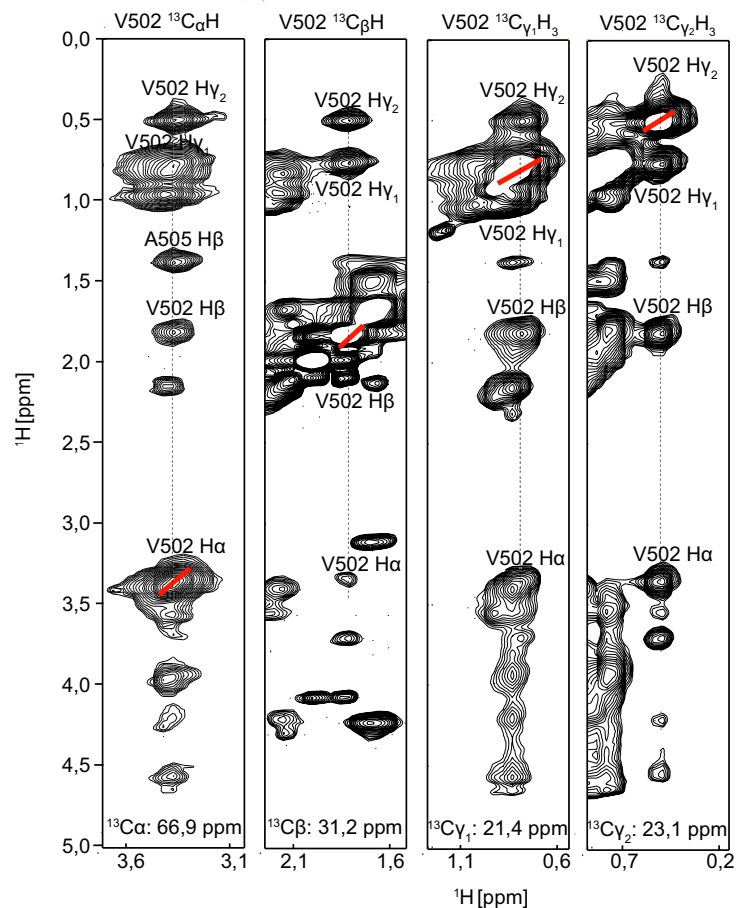 V502 ¹³CαH
V502 ¹³CβH
V502 ¹³Cγ₁H₃
V502 ¹³Cγ₂H₃
0,0
0,5
1,0
1,5
2,0
2,5
3,0
3,5
4,0
4,5
5,0
¹H [ppm]
V502 Hγ₂
V502 Hγ₁
A505 Hβ
V502 Hβ
V502 Hα
¹³Cα: 66,9 ppm
3,6
3,1
V502 Hγ₂
V502 Hγ₁
V502 Hβ
V502 Hα
¹³Cβ: 31,2 ppm
2,1
1,6
V502 Hγ₂
V502 Hγ₁
V502 Hβ
V502 Hα
¹³Cγ₁: 21,4 ppm
1,1
0,6
V502 Hγ₂
V502 Hγ₁
V502 Hβ
V502 Hα
¹³Cγ₂: 23,1 ppm
0,7
0,2
¹H [ppm]